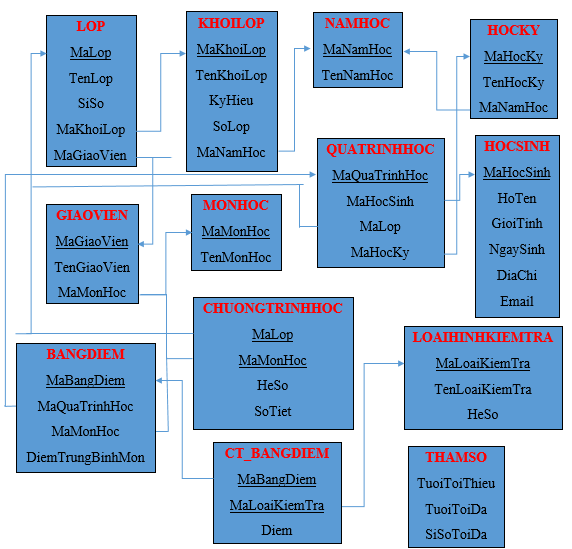 LOP
MaLop
TenLop
SiSo
MaKhoiLop
MaGiaoVien
KHOILOP
MaKhoiLop
TenKhoiLop
KyHieu
SoLop
MaNamHoc
NAMHOC
MaNamHoc
TenNamHoc
HOCKY
MaHocKy
TenHocKy
MaNamHoc
QUATRINHHOC
MaQuaTrinhHoc
MaHocSinh
MaLop
MaHocKy
HOCSINH
MaHocSinh
HoTen
GioiTinh
NgaySinh
DiaChi
Email
GIAOVIEN
MaGiaoVien
TenGiaoVien
MaMonHoc
MONHOC
MaMonHoc
TenMonHoc
CHUONGTRINHHOC
MaLop
MaMonHoc
HeSo
SoTiet
LOAIHINHKIEMTRA
MaLoaiKiemTra
TenLoaiKiemTra
HeSo
BANGDIEM
MaBangDiem
MaQuaTrinhHoc
MaMonHoc
DiemTrungBinhMon
CT_BANGDIEM
MaBangDiem
MaLoaiKiemTra
Diem
THAMSO
TuoiToiThieu
TuoiToiDa
SiSoToiDa